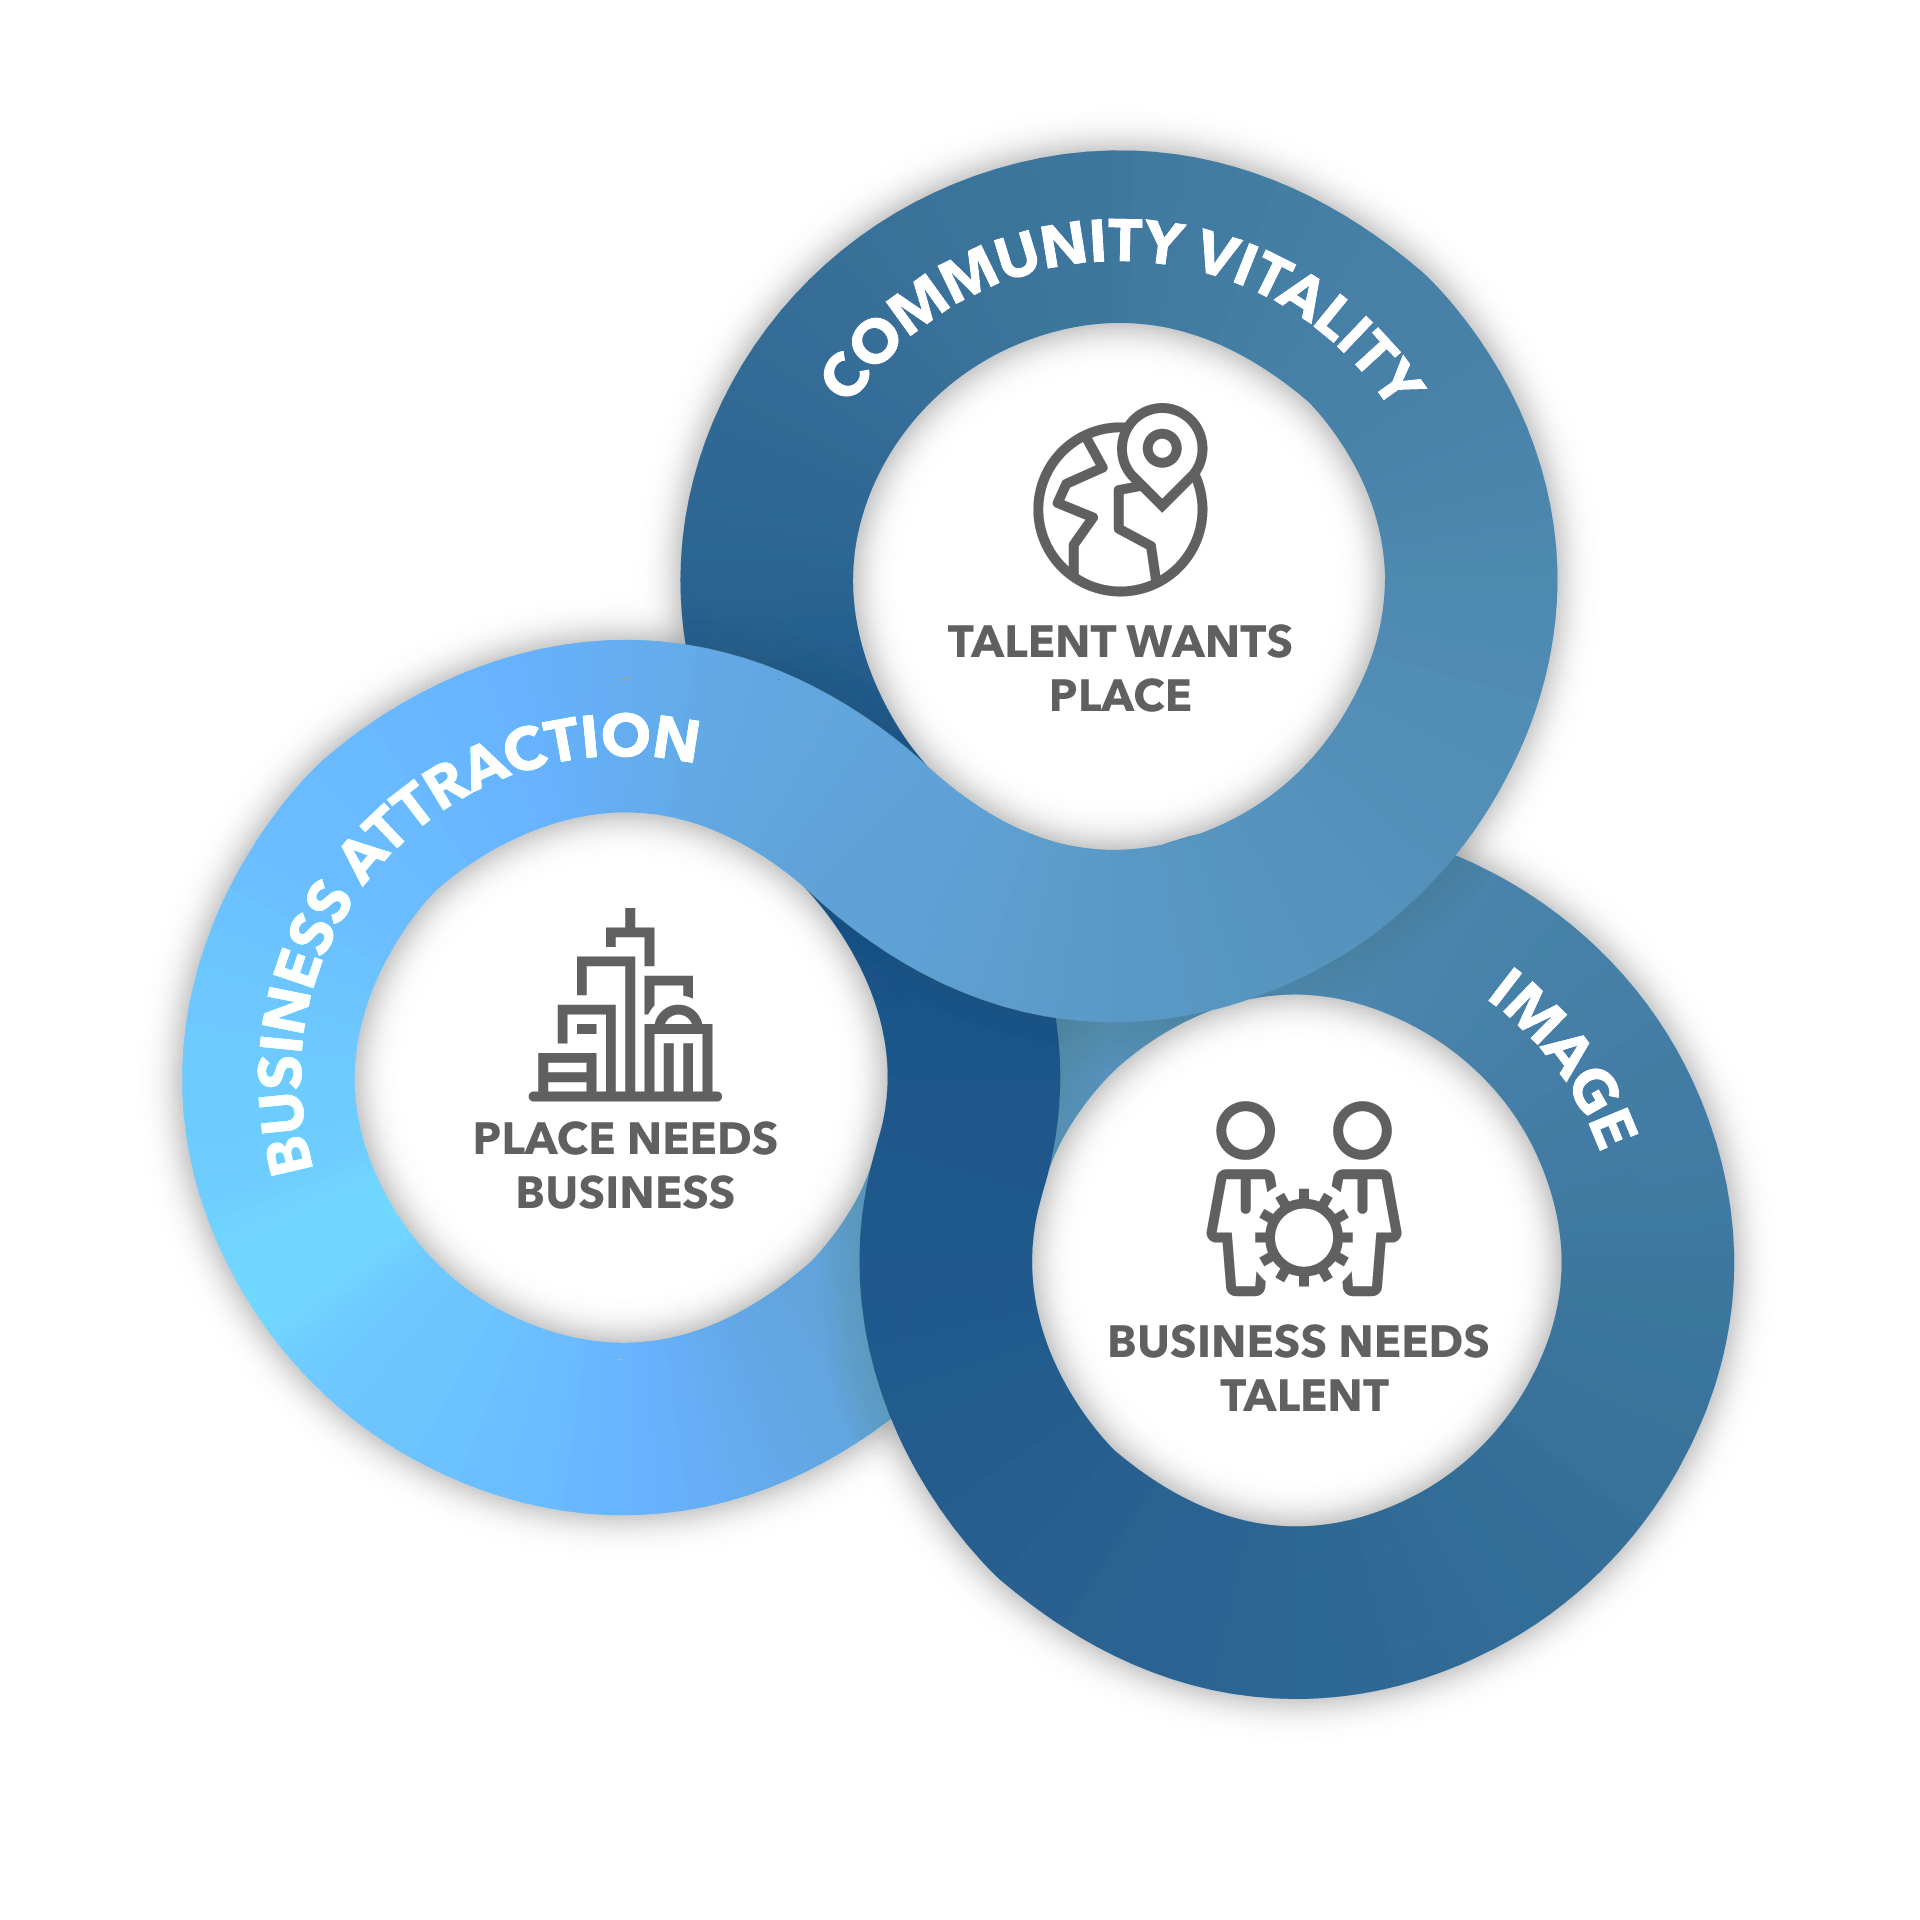 COMMUNITY VITALITY
TALENT WANTS
PLACE
BUSINESS ATTRACTION
PLACE NEEDS
BUSINESS
IMAGE
BUSINESS NEEDS
TALENT